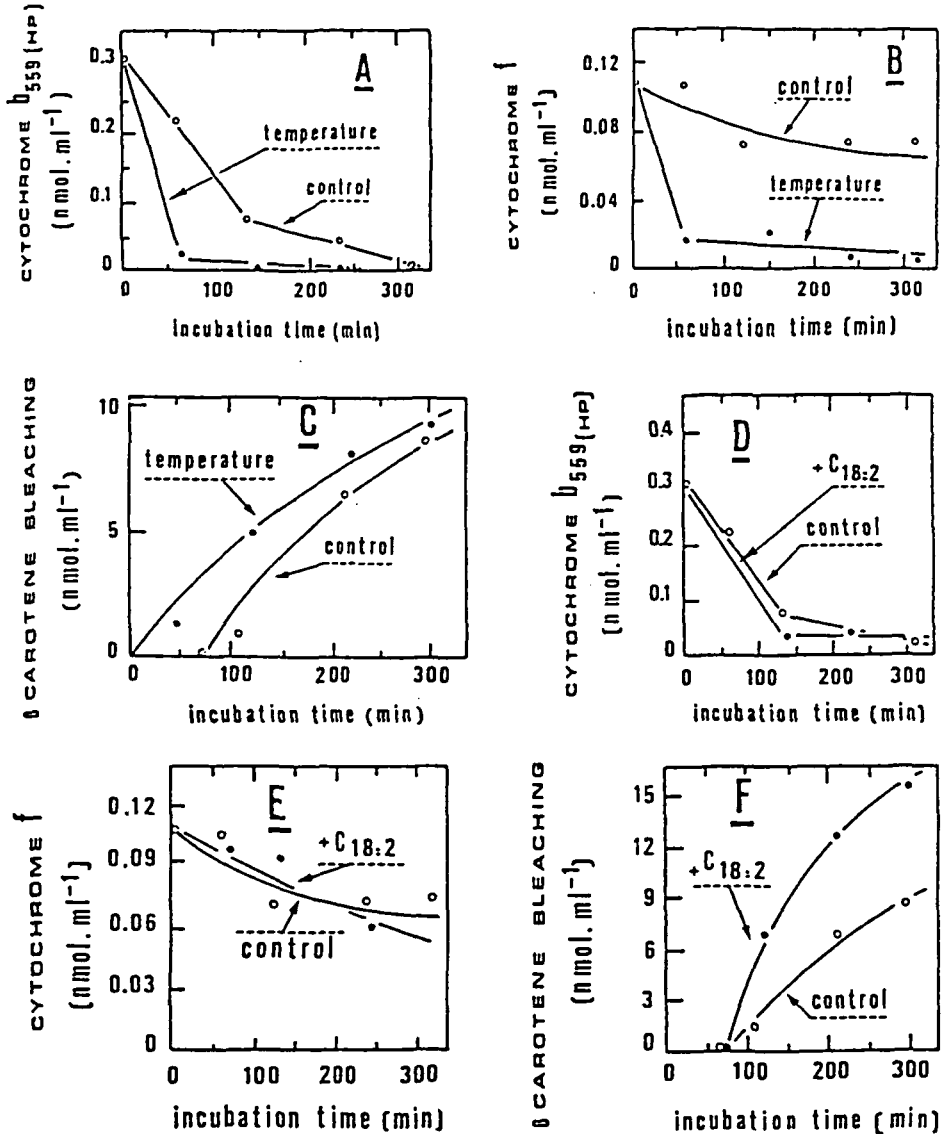 A
CYTOCHROME b559(HP)
(nmol.ml⁻¹)
0.3
0.2
0.1
0
temperature
control
0 100 200 300
incubation time (min)
B
CYTOCHROME f
(nmol.ml⁻¹)
0.12
0.08
0.04
0
control
temperature
0 100 200 300
incubation time (min)
C
β CAROTENE BLEACHING
(nmol.ml⁻¹)
10
5
0
temperature
control
0 100 200 300
incubation time (min)
D
CYTOCHROME b559(HP)
(nmol.ml⁻¹)
0.4
0.3
0.2
0.1
0
+C18:2
control
0 100 200 300
incubation time (min)
E
CYTOCHROME f
(nmol.ml⁻¹)
0.12
0.09
0.06
0.03
0
+C18:2
control
0 100 200 300
incubation time (min)
F
β CAROTENE BLEACHING
(nmol.ml⁻¹)
15
12
9
6
3
0
+C18:2
control
0 100 200 300
incubation time (min)